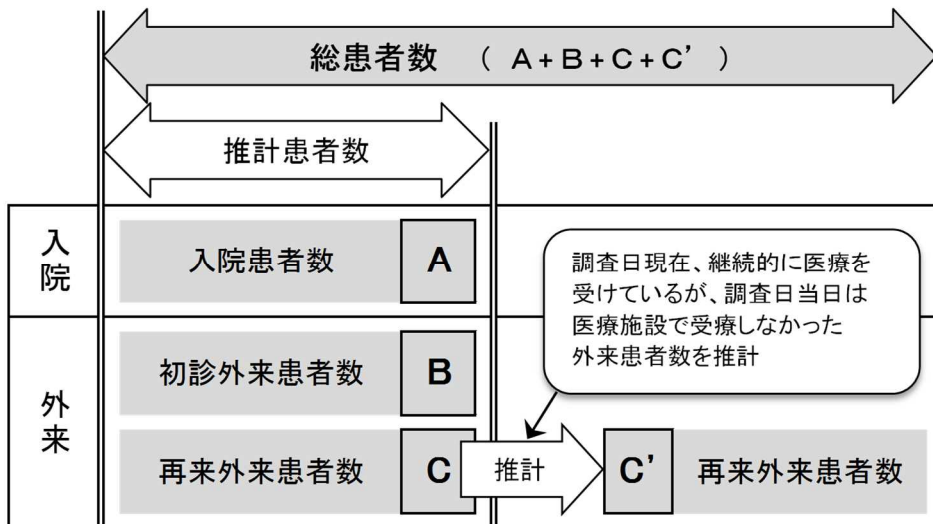 総患者数 （ A+B+C+C’ ）
推計患者数
入院
入院患者数 A
調査日現在、継続的に医療を
受けているが、調査日当日は
医療施設で受療しなかった
外来患者数を推計
外来
初診外来患者数 B
再来外来患者数 C 推計 C’ 再来外来患者数